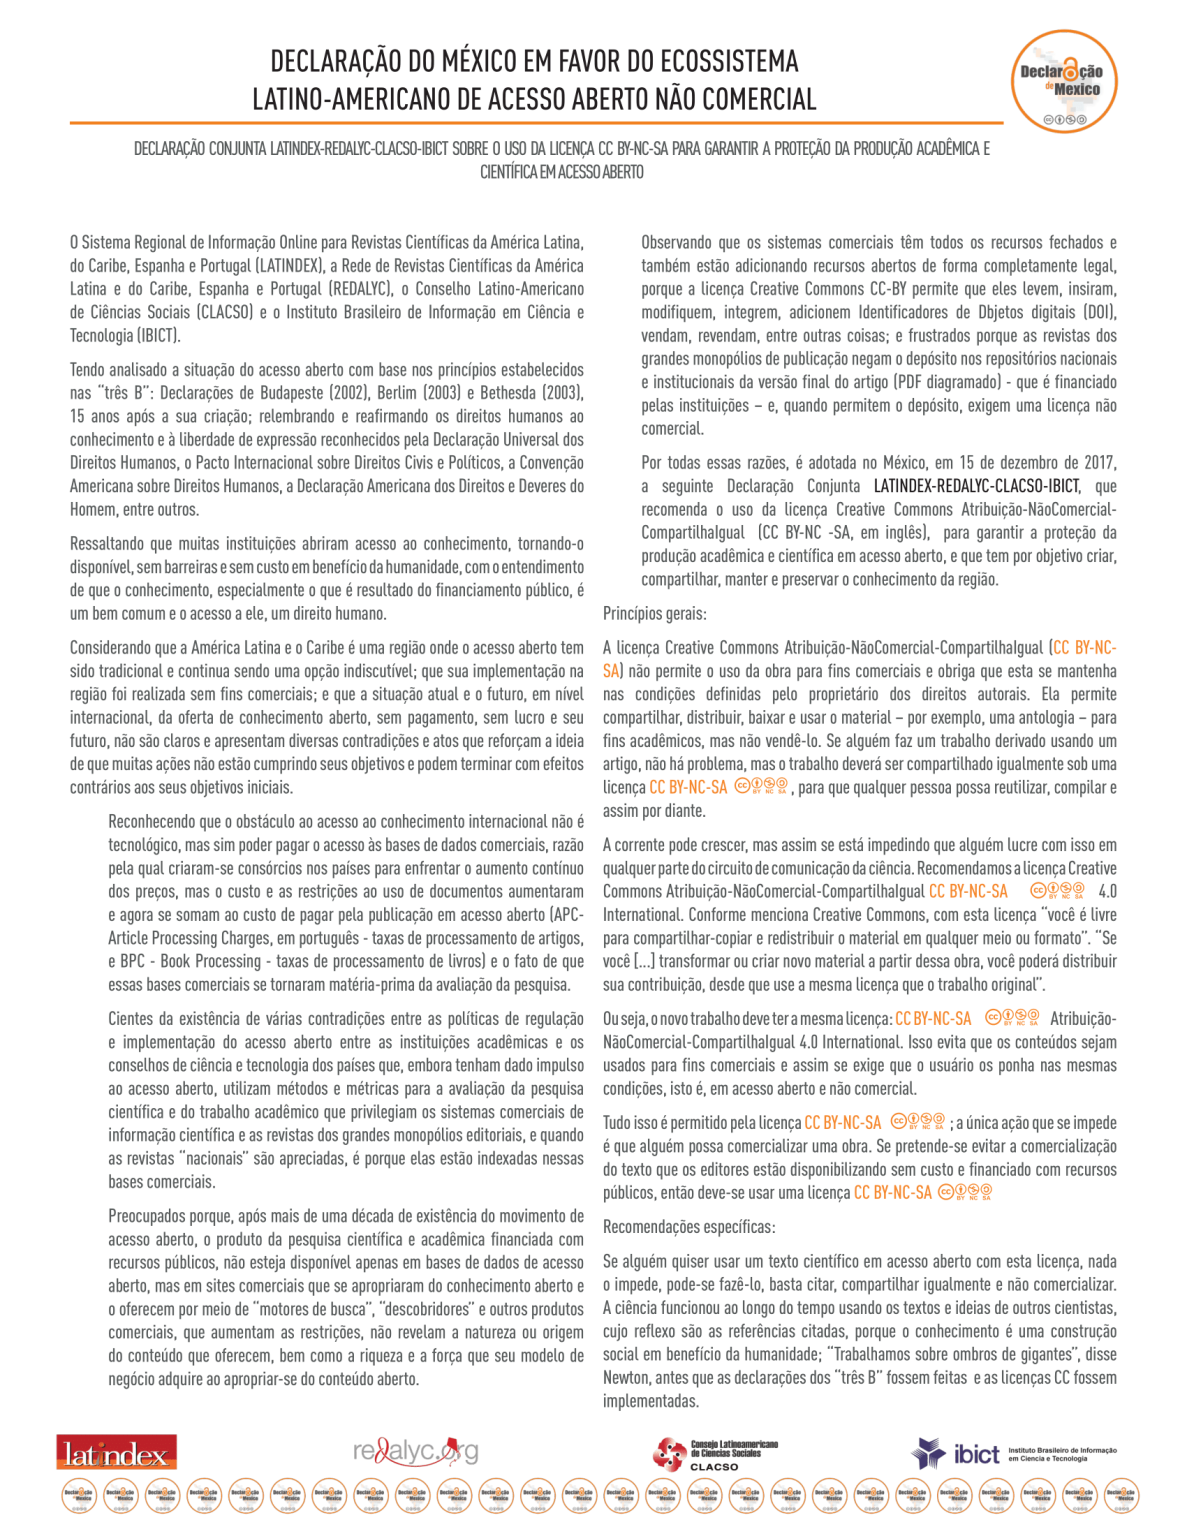 DECLARAÇÃO DO MÉXICO EM FAVOR DO ECOSSISTEMA
LATINO-AMERICANO DE ACESSO ABERTO NÃO COMERCIAL
Declaração
de Mexico
DECLARAÇÃO CONJUNTA LATINDEX-REDALYC-CLACSO-IBICT SOBRE O USO DA LICENÇA CC BY-NC-SA PARA GARANTIR A PROTEÇÃO DA PRODUÇÃO ACADÊMICA E
CIENTÍFICA EM ACESSO ABERTO
O Sistema Regional de Informação Online para Revistas Científicas da América Latina,
do Caribe, Espanha e Portugal (LATINDEX), a Rede de Revistas Científicas da América
Latina e do Caribe, Espanha e Portugal (REDALYC), o Conselho Latino-Americano
de Ciências Sociais (CLACSO) e o Instituto Brasileiro de Informação em Ciência e
Tecnologia (IBICT).
Tendo analisado a situação do acesso aberto com base nos princípios estabelecidos
nas "três B": Declarações de Budapeste (2002), Berlim (2003) e Bethesda (2003),
15 anos após a sua criação; relembrando e reafirmando os direitos humanos ao
conhecimento e à liberdade de expressão reconhecidos pela Declaração Universal dos
Direitos Humanos, o Pacto Internacional sobre Direitos Civis e Políticos, a Convenção
Americana sobre Direitos Humanos, a Declaração Americana dos Direitos e Deveres do
Homem, entre outros.
Ressaltando que muitas instituições abriram acesso ao conhecimento, tornando-o
disponível, sem barreiras e sem custo em benefício da humanidade, com o entendimento
de que o conhecimento, especialmente o que é resultado do financiamento público, é
um bem comum e o acesso a ele, um direito humano.
Considerando que a América Latina e o Caribe é uma região onde o acesso aberto tem
sido tradicional e continua sendo uma opção indiscutível; que sua implementação na
região foi realizada sem fins comerciais; e que a situação atual e o futuro, em nível
internacional, da oferta de conhecimento aberto, sem pagamento, sem lucro e seu
futuro, não são claros e apresentam diversas contradições e atos que reforçam a ideia
de que muitas ações não estão cumprindo seus objetivos e podem terminar com efeitos
contrários aos seus objetivos iniciais.
Reconhecendo que o obstáculo ao acesso ao conhecimento internacional não é
tecnológico, mas sim poder pagar o acesso às bases de dados comerciais, razão
pela qual criaram-se consórcios nos países para enfrentar o aumento contínuo
dos preços, mas o custo e as restrições ao uso de documentos aumentaram
e agora se somam ao custo de pagar pela publicação em acesso aberto (APC-
Article Processing Charges, em português - taxas de processamento de artigos,
e BPC - Book Processing - taxas de processamento de livros) e o fato de que
essas bases comerciais se tornaram matéria-prima da avaliação da pesquisa.
Cientes da existência de várias contradições entre as políticas de regulação
e implementação do acesso aberto entre as instituições acadêmicas e os
conselhos de ciência e tecnologia dos países que, embora tenham dado impulso
ao acesso aberto, utilizam métodos e métricas para a avaliação da pesquisa
científica e do trabalho acadêmico que privilegiam os sistemas comerciais de
informação científica e as revistas dos grandes monopólios editoriais, e quando
as revistas "nacionais" são apreciadas, é porque elas estão indexadas nessas
bases comerciais.
Preocupados porque, após mais de uma década de existência do movimento de
acesso aberto, o produto da pesquisa científica e acadêmica financiada com
recursos públicos, não esteja disponível apenas em bases de dados de acesso
aberto, mas em sites comerciais que se apropriaram do conhecimento aberto e
o oferecem por meio de "motores de busca", "descobridores" e outros produtos
comerciais, que aumentam as restrições, não revelam a natureza ou origem
do conteúdo que oferecem, bem como a riqueza e a força que seu modelo de
negócio adquire ao apropriar-se do conteúdo aberto.
Observando que os sistemas comerciais têm todos os recursos fechados e
também estão adicionando recursos abertos de forma completamente legal,
porque a licença Creative Commons CC-BY permite que eles levem, insiram,
modifiquem, integrem, adicionem Identificadores de Dbjetos digitais (DOI),
vendam, revendam, entre outras coisas; e frustrados porque as revistas dos
grandes monopólios de publicação negam o depósito nos repositórios nacionais
e institucionais da versão final do artigo (PDF diagramado) - que é financiado
pelas instituições – e, quando permitem o depósito, exigem uma licença não
comercial.
Por todas essas razões, é adotada no México, em 15 de dezembro de 2017,
a seguinte Declaração Conjunta LATINDEX-REDALYC-CLACSO-IBICT, que
recomenda o uso da licença Creative Commons Atribuição-NãoComercial-
CompartilhaIgual (CC BY-NC -SA, em inglês), para garantir a proteção da
produção acadêmica e científica em acesso aberto, e que tem por objetivo criar,
compartilhar, manter e preservar o conhecimento da região.
Princípios gerais:
A licença Creative Commons Atribuição-NãoComercial-CompartilhaIgual (CC BY-NC-
SA) não permite o uso da obra para fins comerciais e obriga que esta se mantenha
nas condições definidas pelo proprietário dos direitos autorais. Ela permite
compartilhar, distribuir, baixar e usar o material – por exemplo, uma antologia – para
fins acadêmicos, mas não vendê-lo. Se alguém faz um trabalho derivado usando um
artigo, não há problema, mas o trabalho deverá ser compartilhado igualmente sob uma
licença CC BY-NC-SA cc BY NC SA , para que qualquer pessoa possa reutilizar, compilar e
assim por diante.
A corrente pode crescer, mas assim se está impedindo que alguém lucre com isso em
qualquer parte do circuito de comunicação da ciência. Recomendamos a licença Creative
Commons Atribuição-NãoComercial-CompartilhaIgual CC BY-NC-SA cc BY NC SA 4.0
International. Conforme menciona Creative Commons, com esta licença "você é livre
para compartilhar-copiar e redistribuir o material em qualquer meio ou formato". "Se
você [...] transformar ou criar novo material a partir dessa obra, você poderá distribuir
sua contribuição, desde que use a mesma licença que o trabalho original".
Ou seja, o novo trabalho deve ter a mesma licença: CC BY-NC-SA cc BY NC SA Atribuição-
NãoComercial-CompartilhaIgual 4.0 International. Isso evita que os conteúdos sejam
usados para fins comerciais e assim se exige que o usuário os ponha nas mesmas
condições, isto é, em acesso aberto e não comercial.
Tudo isso é permitido pela licença CC BY-NC-SA cc BY NC SA ; a única ação que se impede
é que alguém possa comercializar uma obra. Se pretende-se evitar a comercialização
do texto que os editores estão disponibilizando sem custo e financiado com recursos
públicos, então deve-se usar uma licença CC BY-NC-SA cc BY NC SA
Recomendações específicas:
Se alguém quiser usar um texto científico em acesso aberto com esta licença, nada
o impede, pode-se fazê-lo, basta citar, compartilhar igualmente e não comercializar.
A ciência funcionou ao longo do tempo usando os textos e ideias de outros cientistas,
cujo reflexo são as referências citadas, porque o conhecimento é uma construção
social em benefício da humanidade; "Trabalhamos sobre ombros de gigantes", disse
Newton, antes que as declarações dos "três B" fossem feitas e as licenças CC fossem
implementadas.
latindex
redalyc.org
Consejo Latinoamericano
de Ciencias Sociales
CLACSO
ibict
Instituto Brasileiro de Informação
em Ciencia e Tecnologia